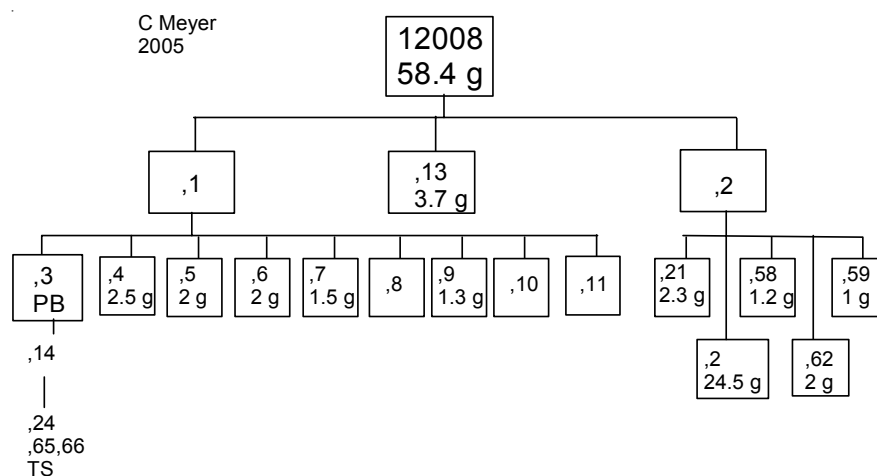 C Meyer
2005
12008
58.4 g
,1
,13
3.7 g
,2
,3
PB
,4
2.5 g
,5
2 g
,6
2 g
,7
1.5 g
,8
,9
1.3 g
,10
,11
,21
2.3 g
,58
1.2 g
,59
1 g
,14
,2
24.5 g
,62
2 g
,24
,65,66
TS